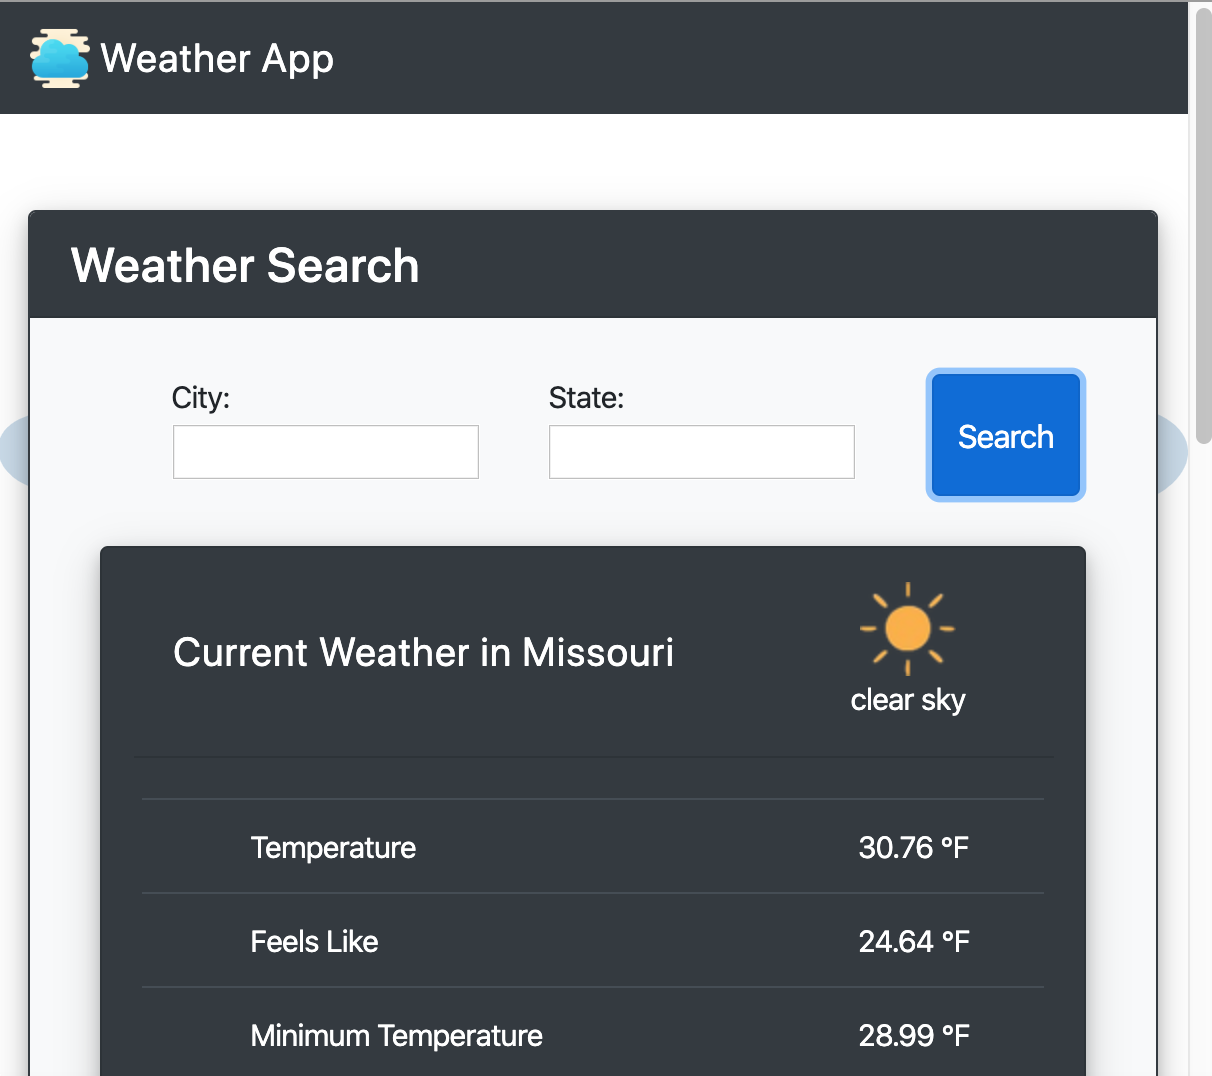 Weather App
Weather Search
City:
State:
Search
Current Weather in Missouri
clear sky
Temperature 30.76 °F
Feels Like 24.64 °F
Minimum Temperature 28.99 °F